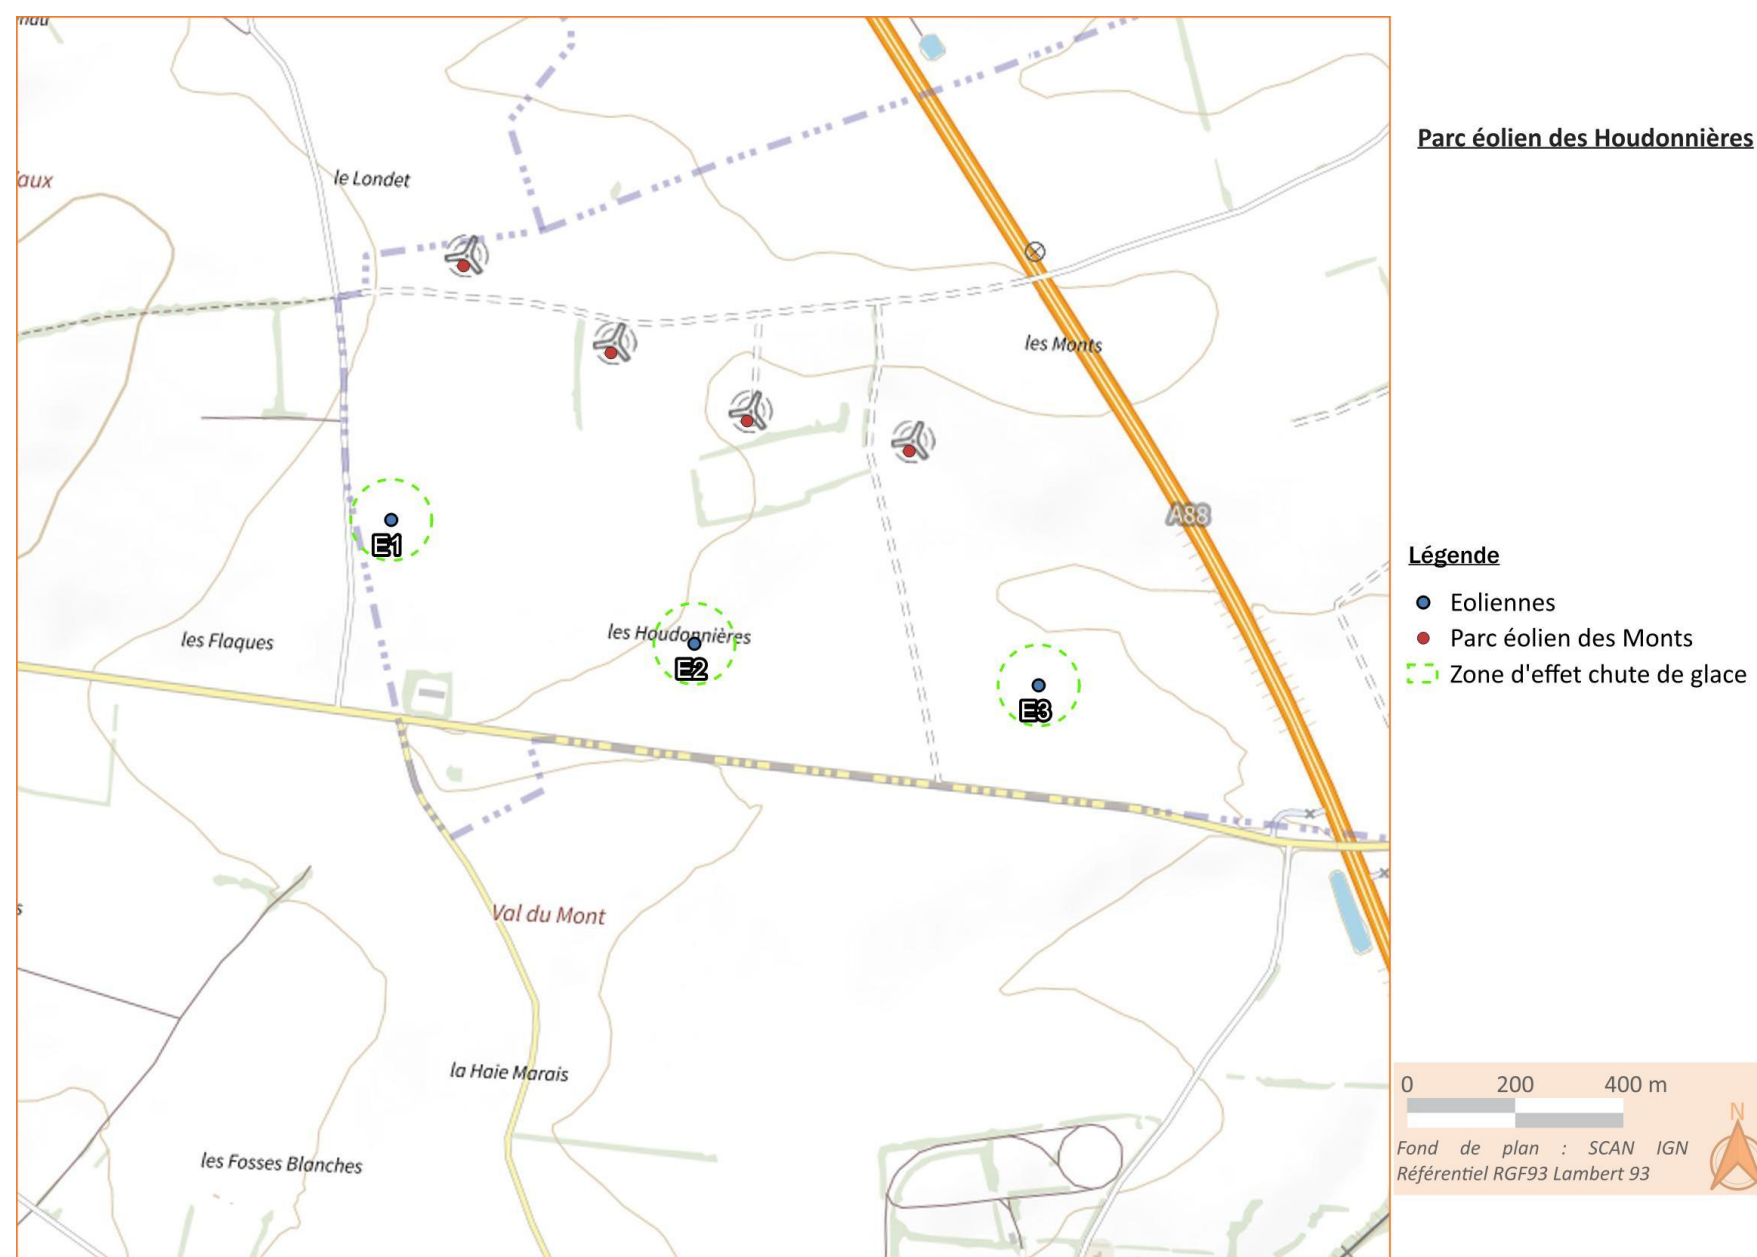 Parc éolien des Houdonnières
le Londet
aux
les Monts
A88
E1
les Flaques
les Houdonnières
E2
E3
Val du Mont
la Haie Marais
les Fosses Blanches
Légende
Eoliennes
Parc éolien des Monts
Zone d'effet chute de glace
0 200 400 m
N
Fond de plan : SCAN IGN
Référentiel RGF93 Lambert 93